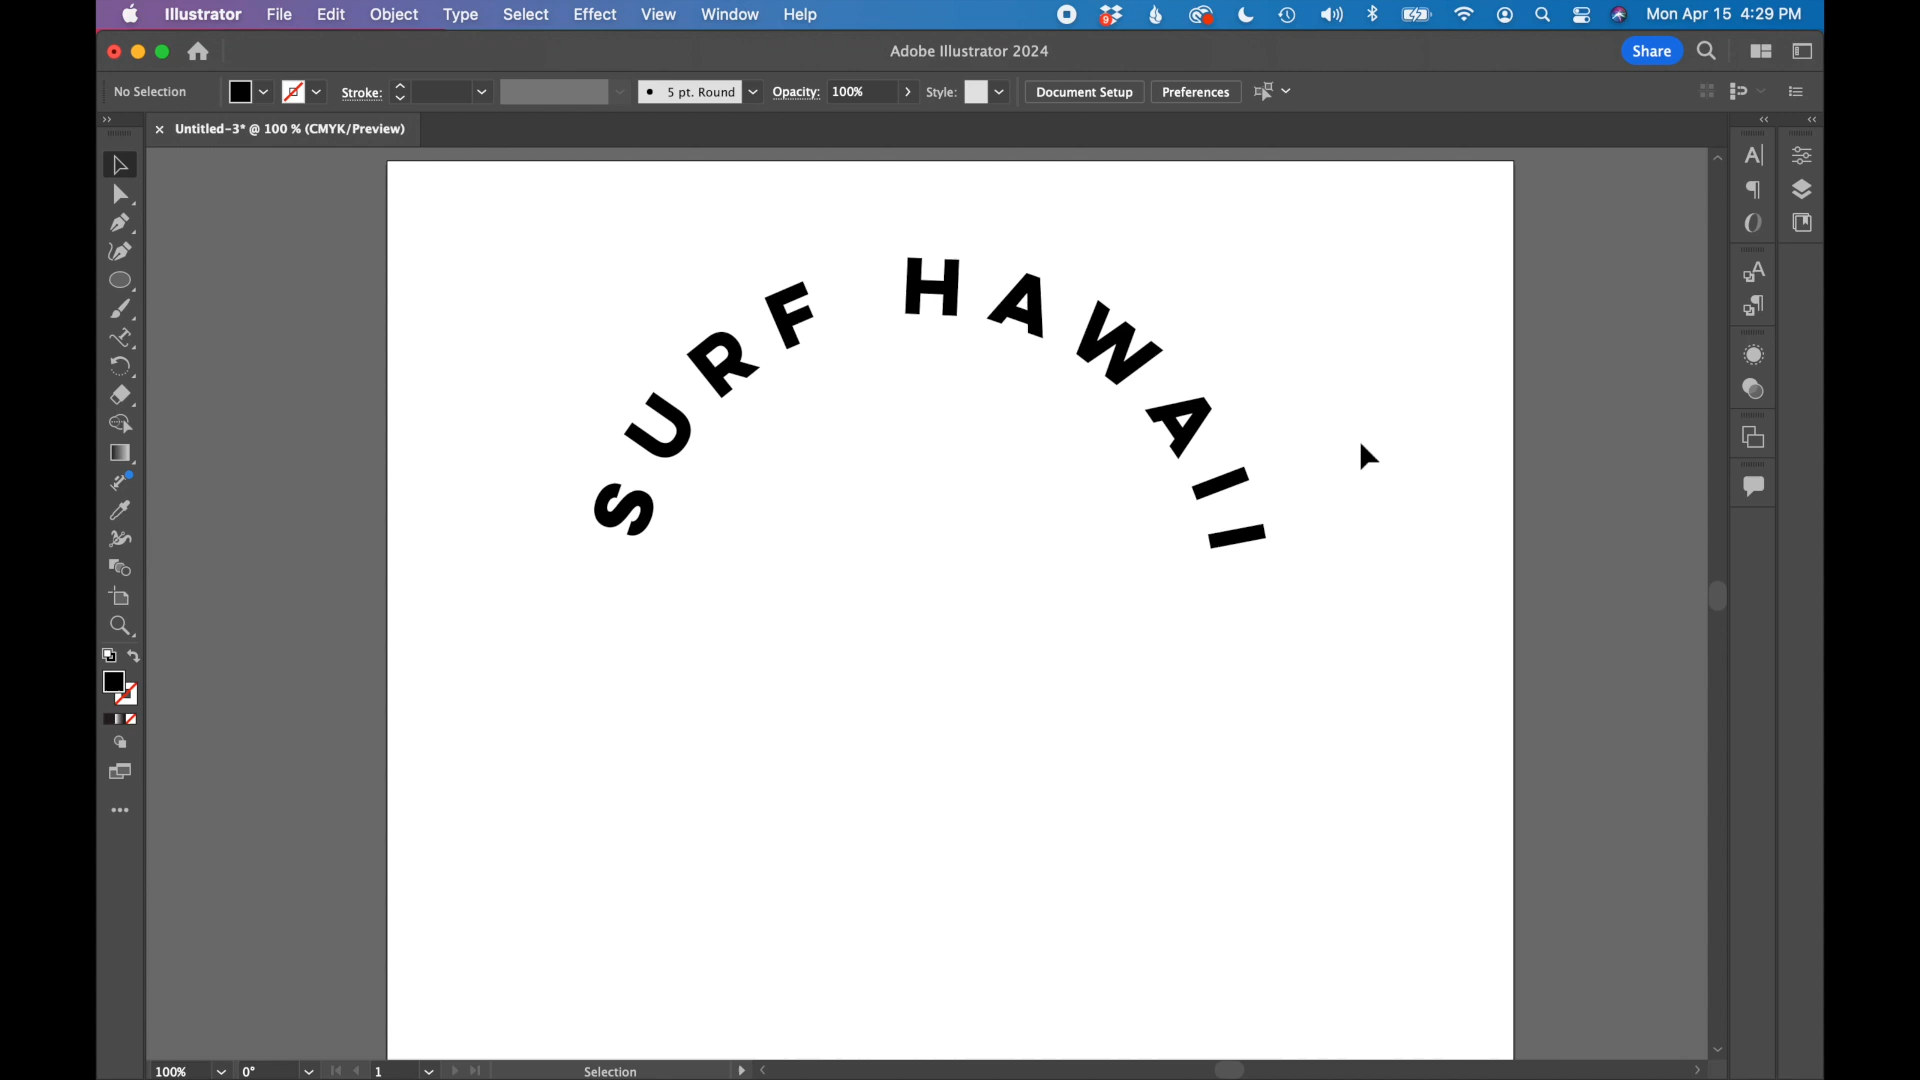 Illustrator File Edit Object Type Select Effect View Window Help 9 Mon Apr 15 4:29 PM
Adobe Illustrator 2024 Share
No Selection Stroke: 5 pt. Round Opacity: 100% Style: Document Setup Preferences
Untitled-3* @ 100 % (CMYK/Preview)
SURF HAWAII
100% 0° 1 Selection